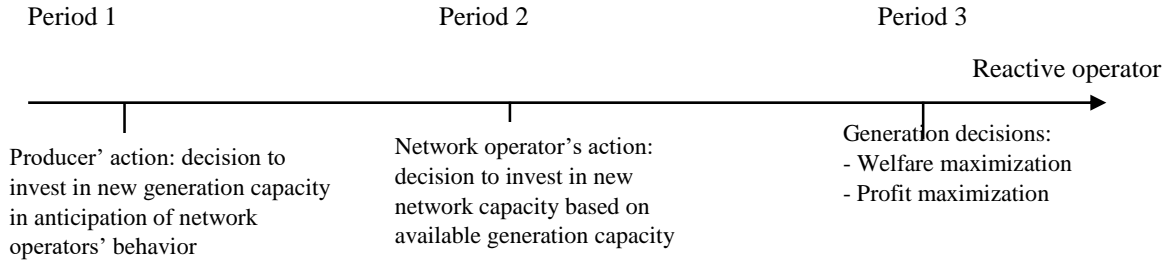 Period 1
Period 2
Period 3
Reactive operator
Producer’ action: decision to
invest in new generation capacity
in anticipation of network
operators’ behavior
Network operator’s action:
decision to invest in new
network capacity based on
available generation capacity
Generation decisions:
- Welfare maximization
- Profit maximization